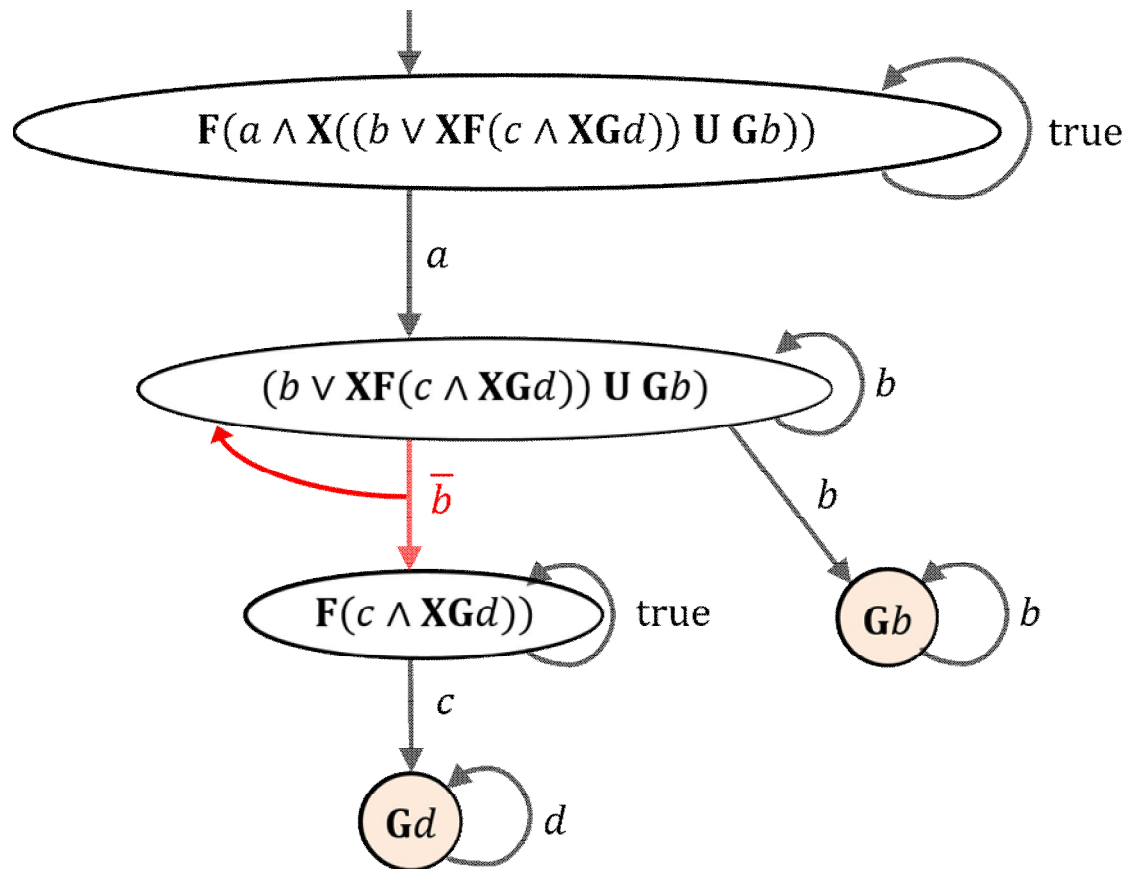 F(a ∧ X((b ∨ XF(c ∧ XGd)) U Gb))
true
a
(b ∨ XF(c ∧ XGd)) U Gb)
b
b̅
b
F(c ∧ XGd))
true
Gb
b
c
Gd
d